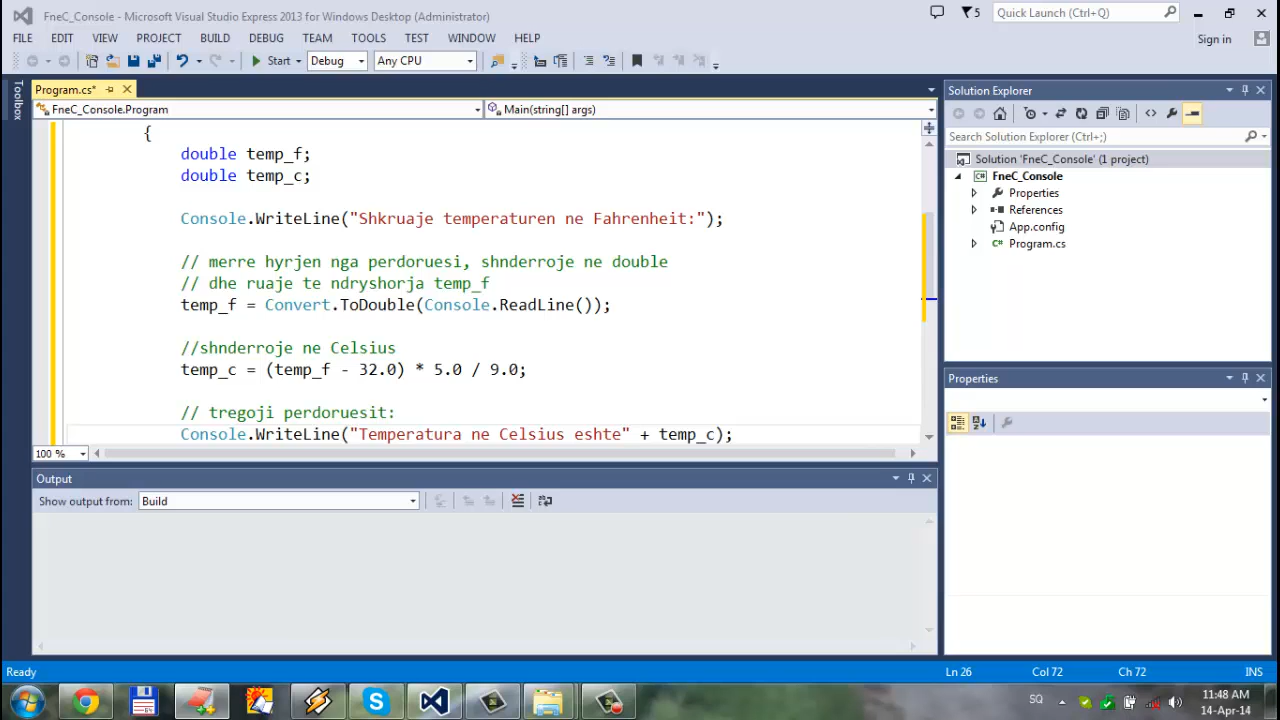 FneC_Console - Microsoft Visual Studio Express 2013 for Windows Desktop (Administrator)
5
Quick Launch (Ctrl+Q)
FILE EDIT VIEW PROJECT BUILD DEBUG TEAM TOOLS TEST WINDOW HELP
Sign in
Start Debug Any CPU
Toolbox
Program.cs*
FneC_Console.Program
Main(string[] args)
{
double temp_f;
double temp_c;
Console.WriteLine("Shkruaje temperaturen ne Fahrenheit:");
// merre hyrjen nga perdoruesi, shnderroje ne double
// dhe ruaje te ndryshorja temp_f
temp_f = Convert.ToDouble(Console.ReadLine());
//shnderroje ne Celsius
temp_c = (temp_f - 32.0) * 5.0 / 9.0;
// tregoji perdoruesit:
Console.WriteLine("Temperatura ne Celsius eshte" + temp_c);
100 %
Solution Explorer
Search Solution Explorer (Ctrl+;)
Solution 'FneC_Console' (1 project)
FneC_Console
Properties
References
App.config
Program.cs
Properties
Output
Show output from: Build
Ready
Ln 26 Col 72 Ch 72 INS
SQ
11:48 AM
14-Apr-14